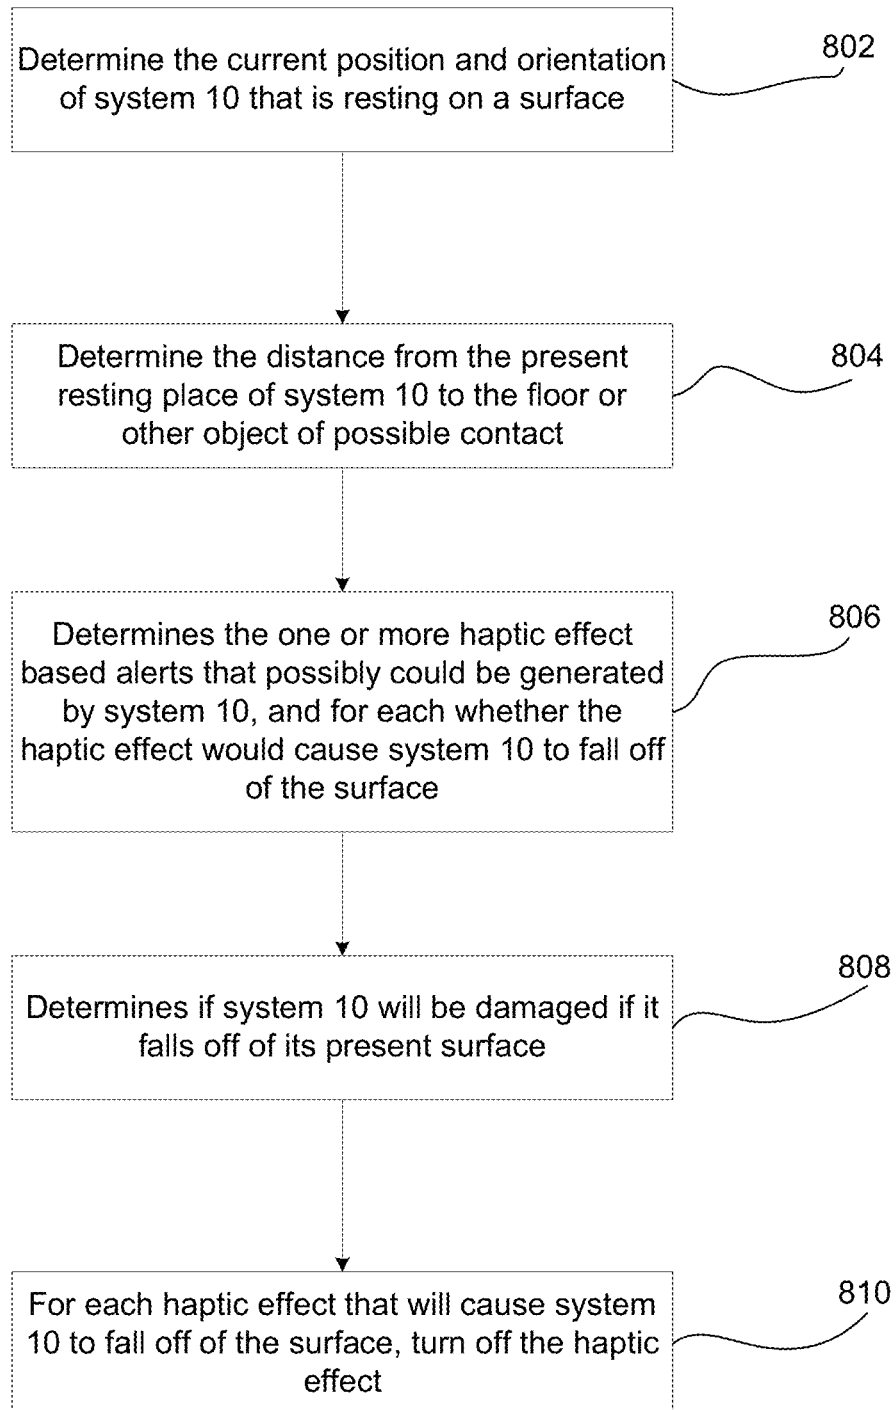 Determine the current position and orientation
of system 10 that is resting on a surface
802
Determine the distance from the present
resting place of system 10 to the floor or
other object of possible contact
804
Determines the one or more haptic effect
based alerts that possibly could be generated
by system 10, and for each whether the
haptic effect would cause system 10 to fall off
of the surface
806
Determines if system 10 will be damaged if it
falls off of its present surface
808
For each haptic effect that will cause system
10 to fall off of the surface, turn off the haptic
effect
810